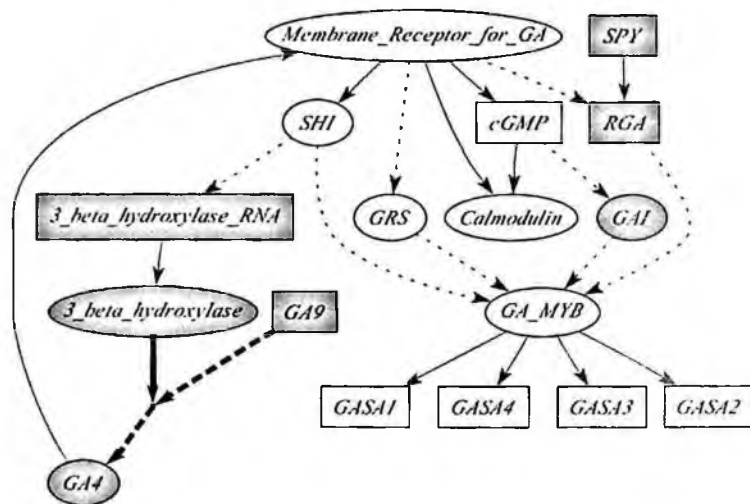 Membrane_Receptor_for_GA
SPY
SHI
cGMP
RGA
3_beta_hydroxylase_RNA
GRS
Calmodulin
GAI
3_beta_hydroxylase
GA9
GA_MYB
GASA1
GASA4
GASA3
GASA2
GA4